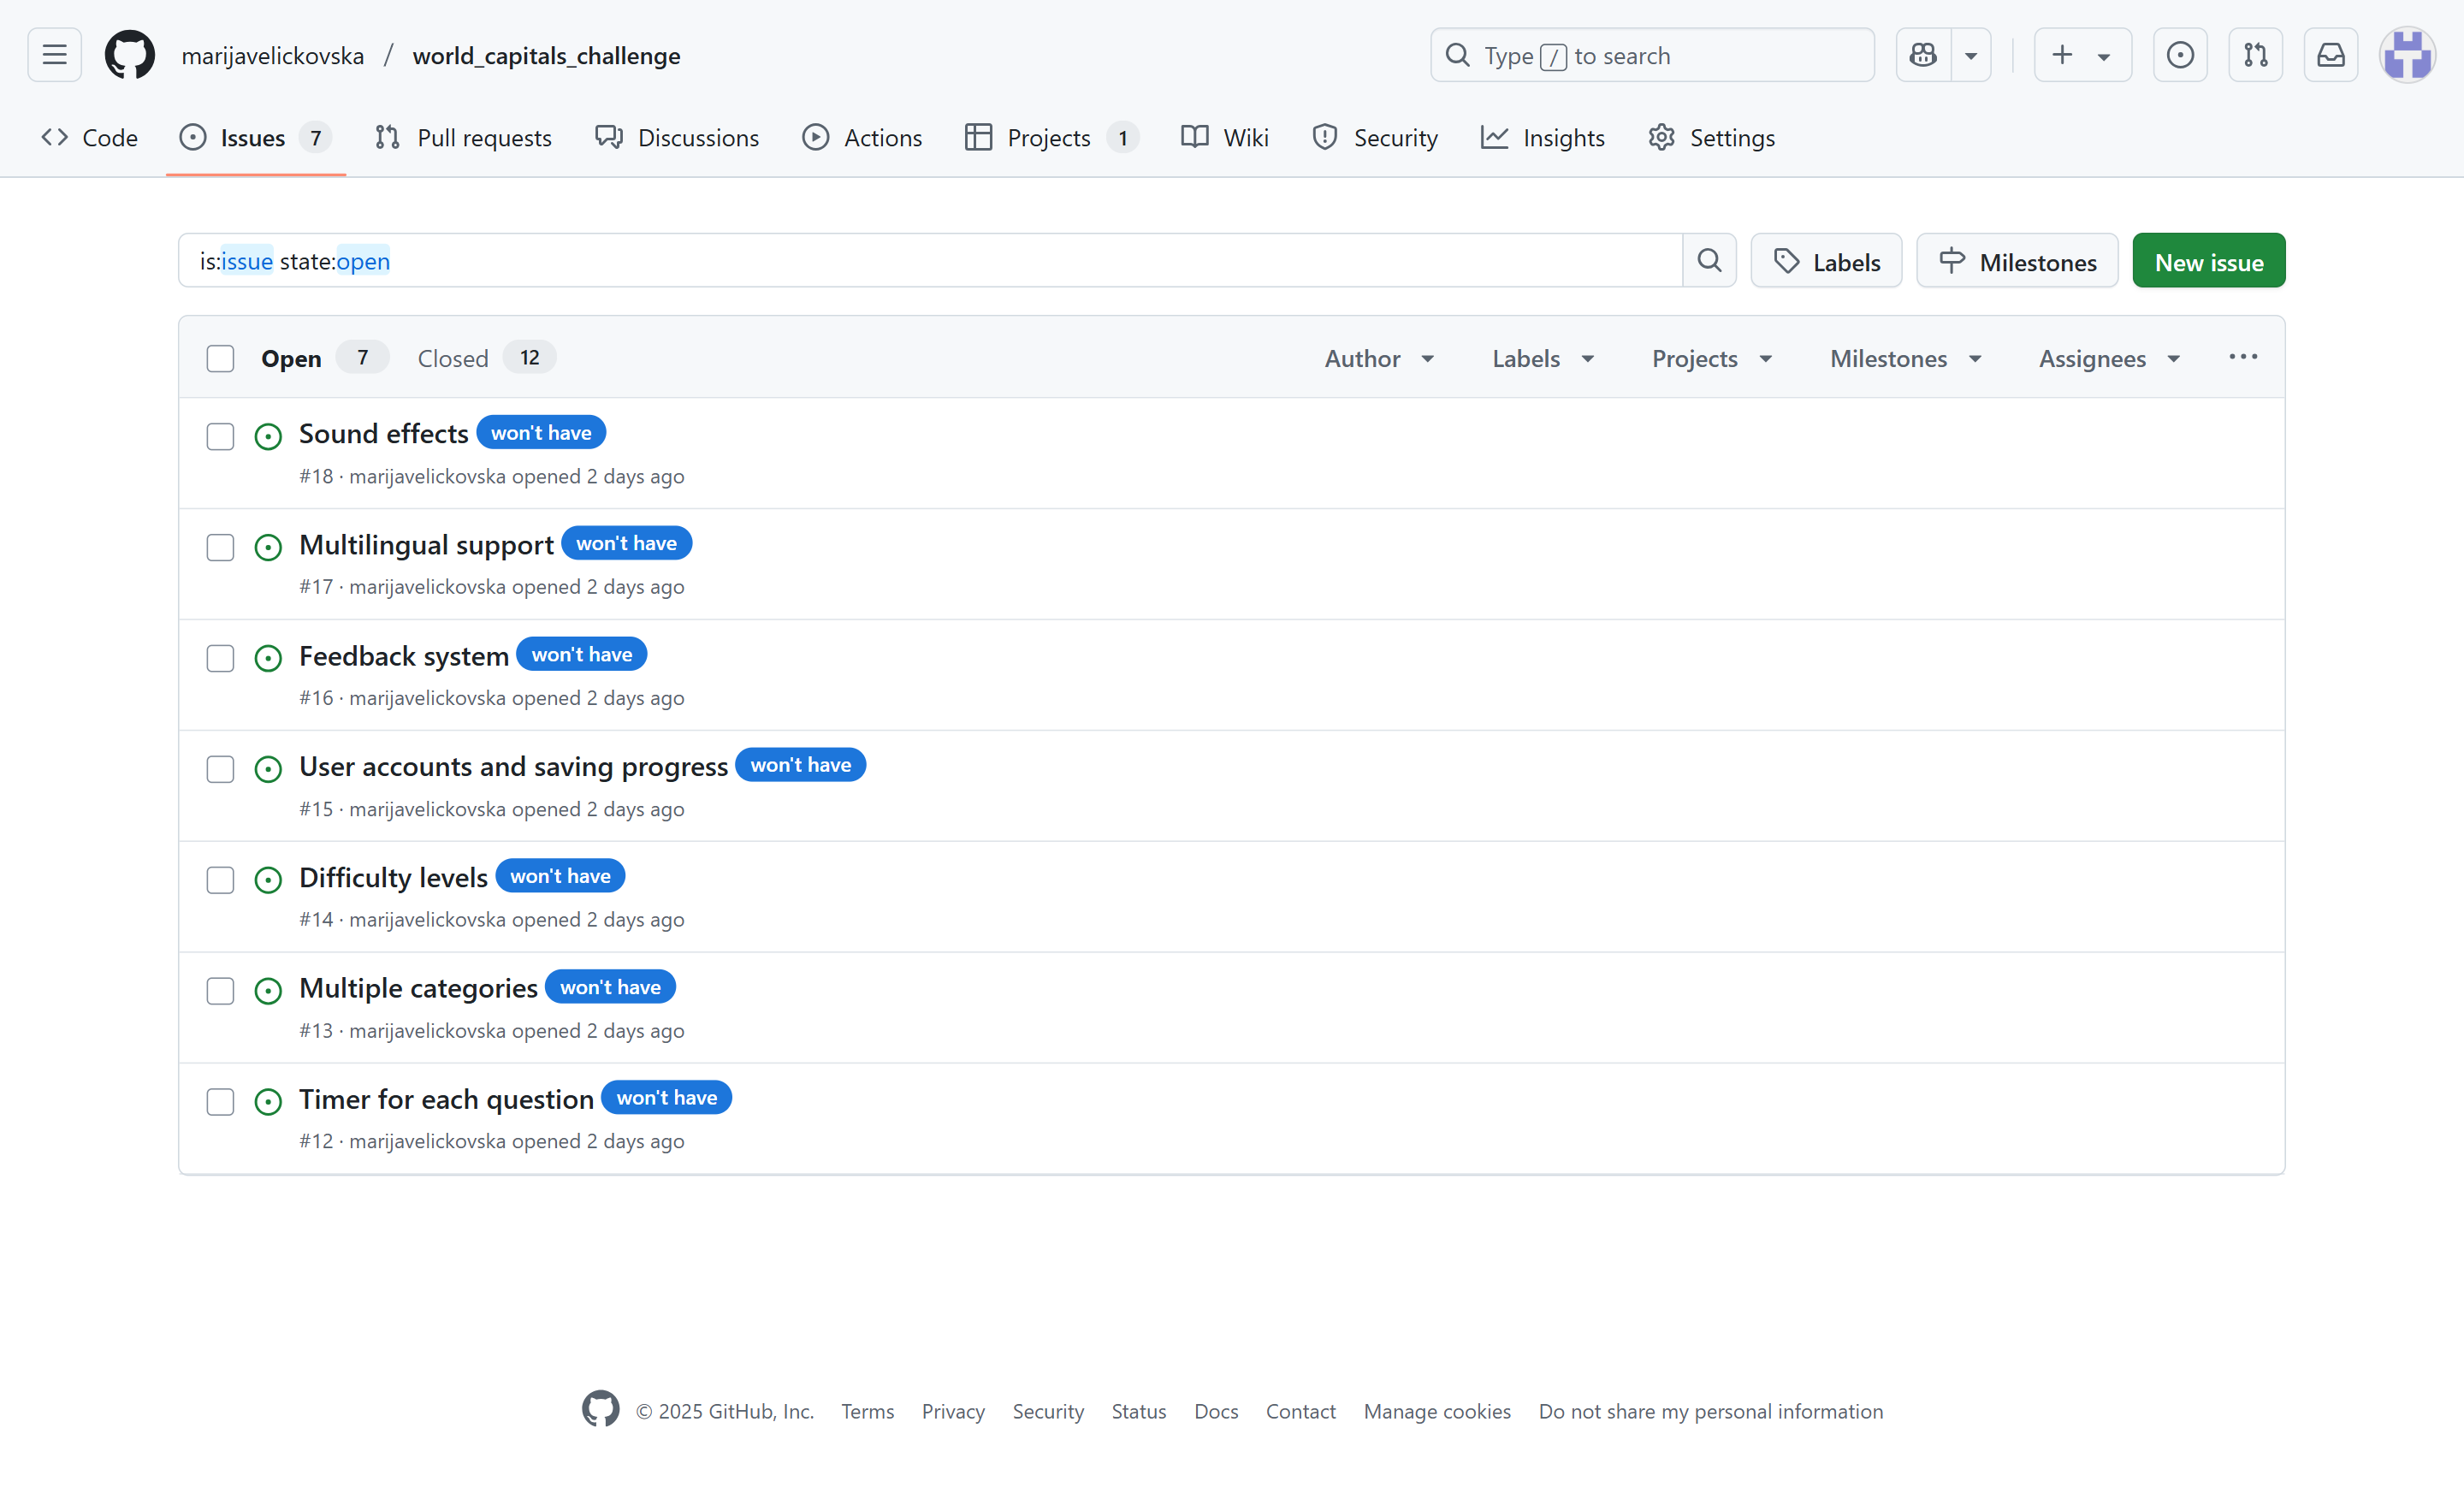 marijavelickovska / world_capitals_challenge
Type / to search
Code
Issues 7
Pull requests
Discussions
Actions
Projects 1
Wiki
Security
Insights
Settings
is:issue state:open
Labels
Milestones
New issue
Open 7
Closed 12
Author
Labels
Projects
Milestones
Assignees
Sound effects won't have
#18 · marijavelickovska opened 2 days ago
Multilingual support won't have
#17 · marijavelickovska opened 2 days ago
Feedback system won't have
#16 · marijavelickovska opened 2 days ago
User accounts and saving progress won't have
#15 · marijavelickovska opened 2 days ago
Difficulty levels won't have
#14 · marijavelickovska opened 2 days ago
Multiple categories won't have
#13 · marijavelickovska opened 2 days ago
Timer for each question won't have
#12 · marijavelickovska opened 2 days ago
© 2025 GitHub, Inc.
Terms
Privacy
Security
Status
Docs
Contact
Manage cookies
Do not share my personal information